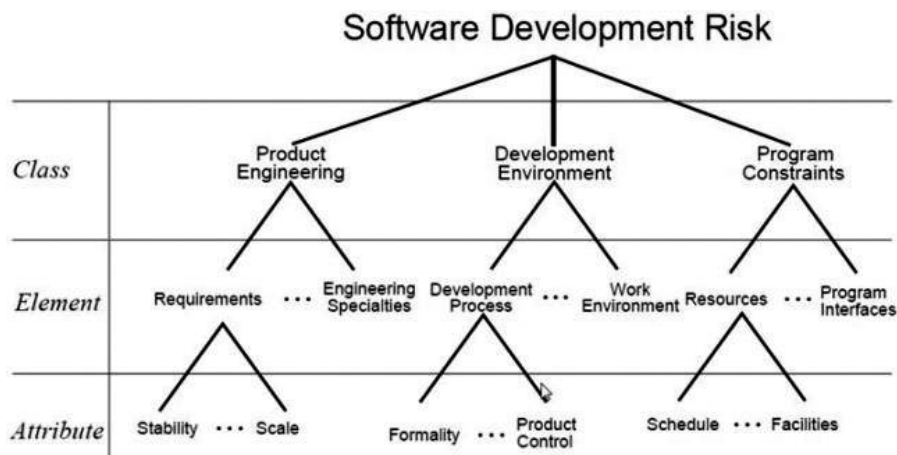 Software Development Risk
Class
Product
Engineering
Development
Environment
Program
Constraints
Element
Requirements ... Engineering
Specialties
Development
Process ... Work
Environment
Resources ... Program
Interfaces
Attribute
Stability ... Scale
Formality ... Product
Control
Schedule ... Facilities